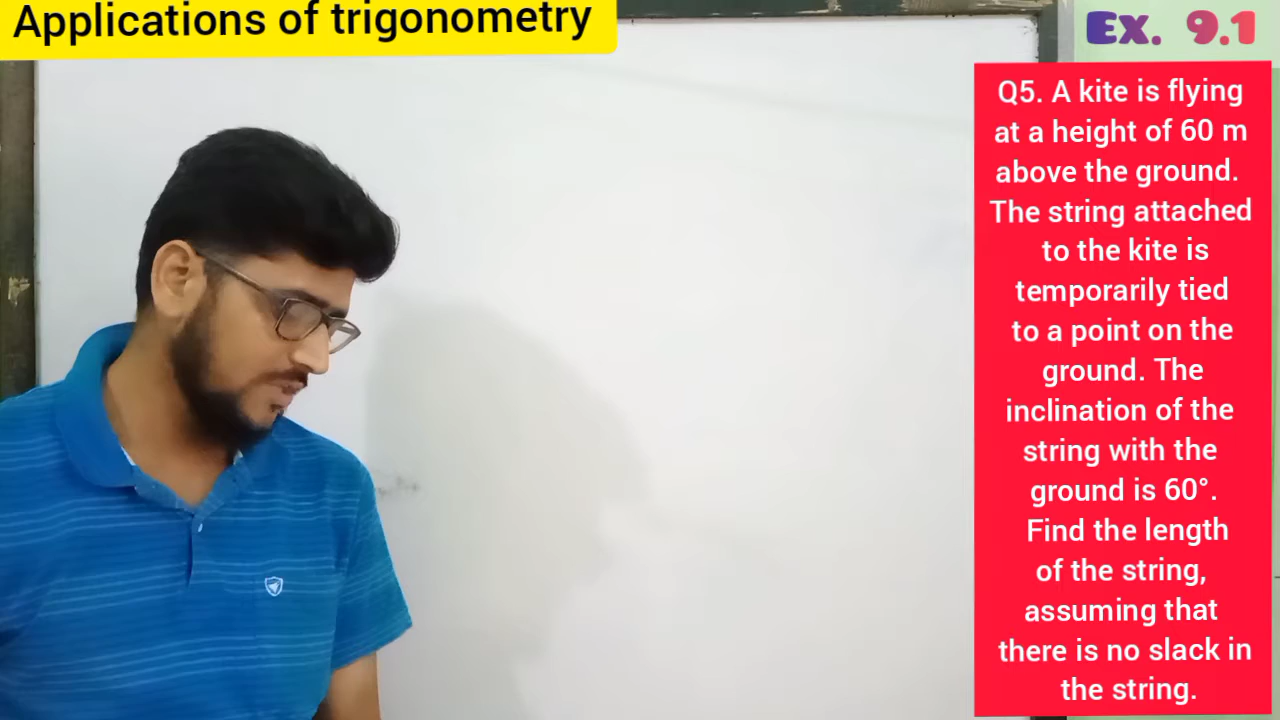 Applications of trigonometry
Ex. 9.1
Q5. A kite is flying
at a height of 60 m
above the ground.
The string attached
to the kite is
temporarily tied
to a point on the
ground. The
inclination of the
string with the
ground is 60°.
Find the length
of the string,
assuming that
there is no slack in
the string.